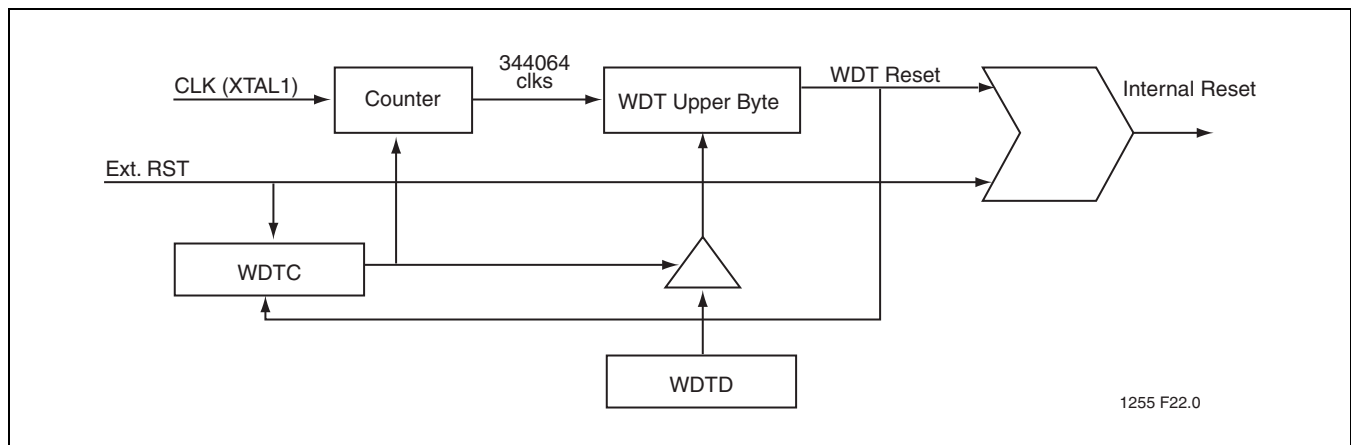 344064
clks
CLK (XTAL1)
Counter
WDT Upper Byte
WDT Reset
Internal Reset
Ext. RST
WDTC
WDTD
1255 F22.0